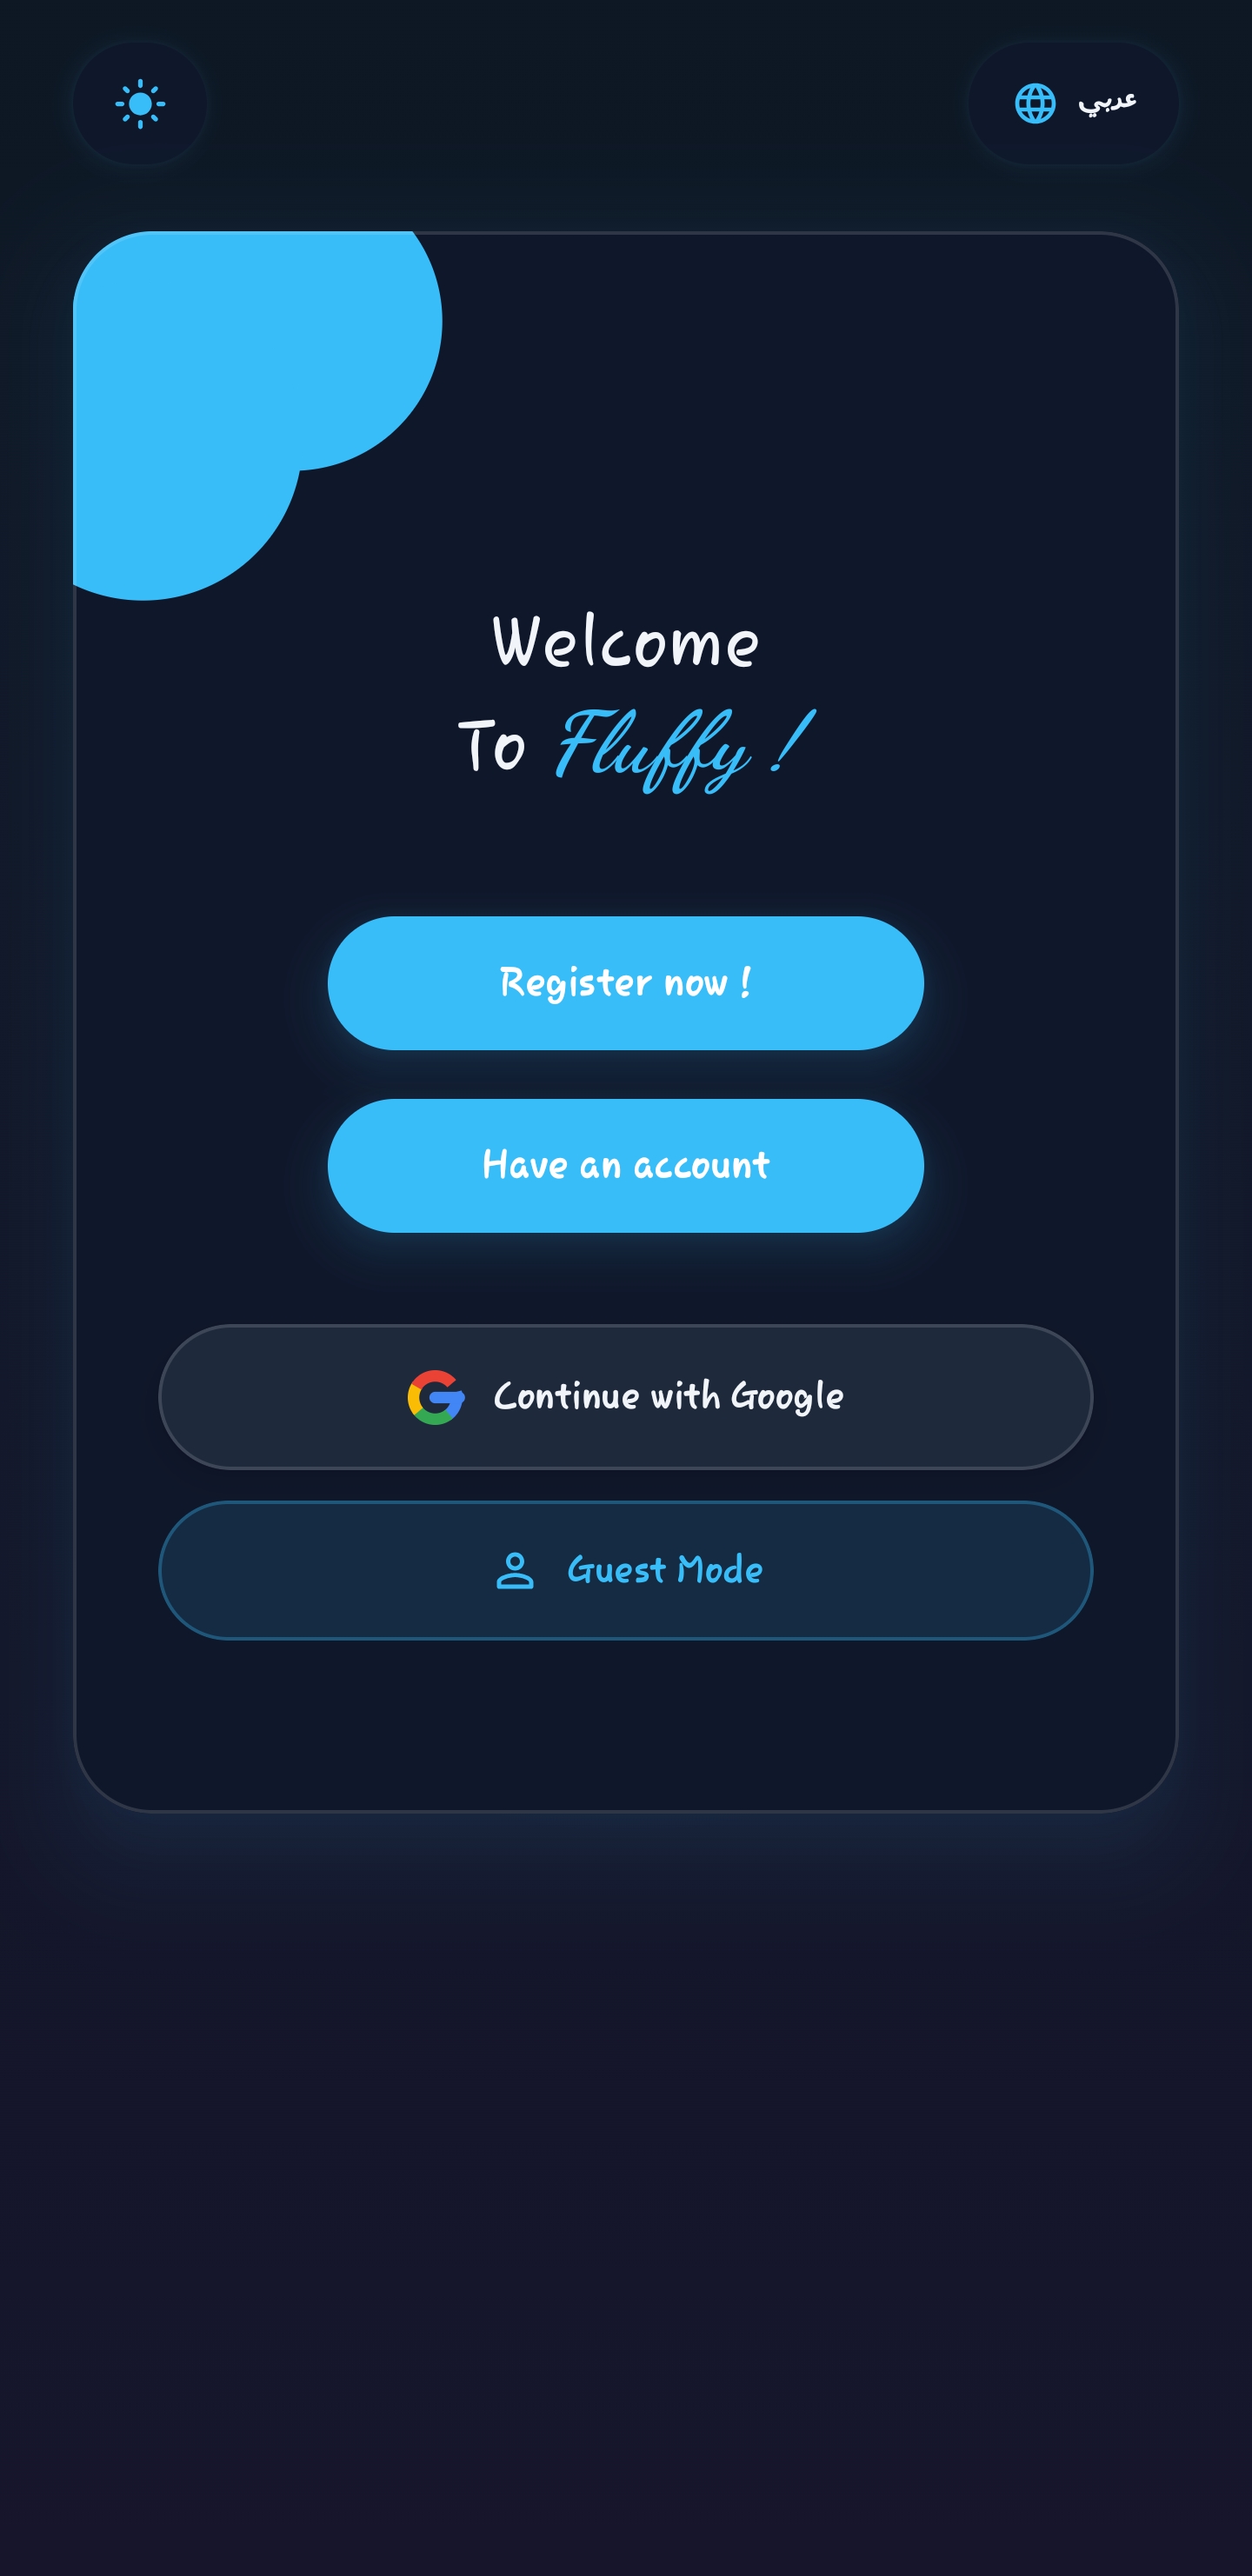 عربي
Welcome
To Fluffy !
Register now !
Have an account
Continue with Google
Guest Mode